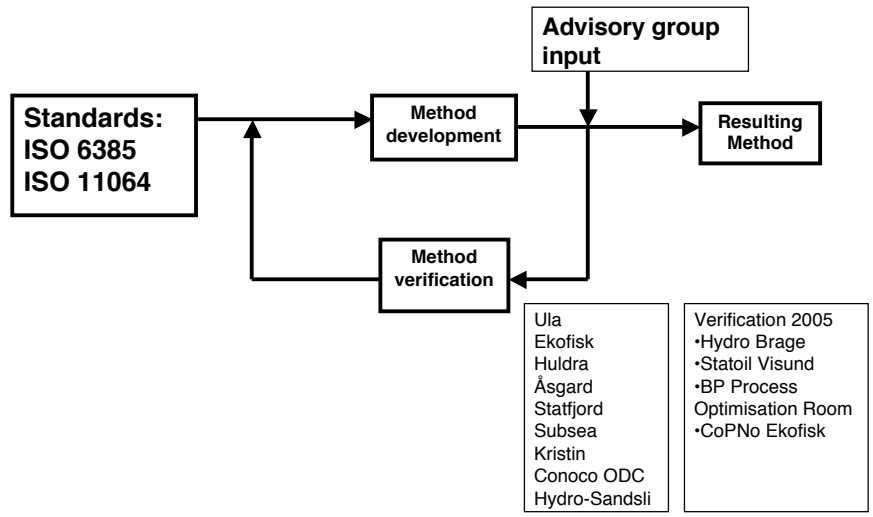 Advisory group
input
Standards:
ISO 6385
ISO 11064
Method
development
Resulting
Method
Method
verification
Ula
Ekofisk
Huldra
Åsgard
Statfjord
Subsea
Kristin
Conoco ODC
Hydro-Sandsli
Verification 2005
•Hydro Brage
•Statoil Visund
•BP Process
Optimisation Room
•CoPNo Ekofisk